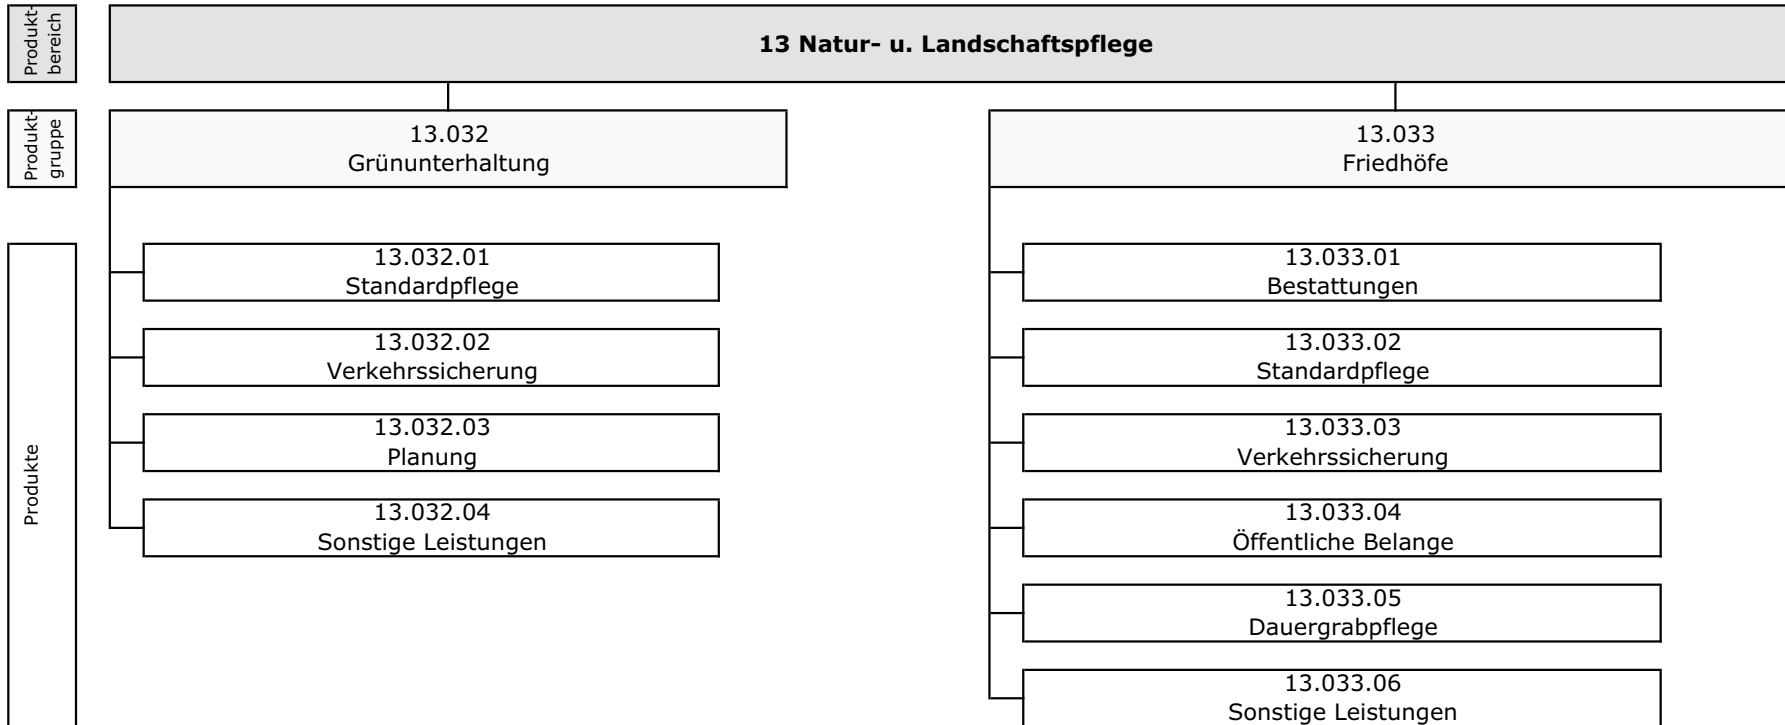 Produkt-
bereich
13 Natur- u. Landschaftspflege
Produkt-
gruppe
13.032
Grünunterhaltung
13.033
Friedhöfe
Produkte
13.032.01
Standardpflege
13.032.02
Verkehrssicherung
13.032.03
Planung
13.032.04
Sonstige Leistungen
13.033.01
Bestattungen
13.033.02
Standardpflege
13.033.03
Verkehrssicherung
13.033.04
Öffentliche Belange
13.033.05
Dauergrabpflege
13.033.06
Sonstige Leistungen